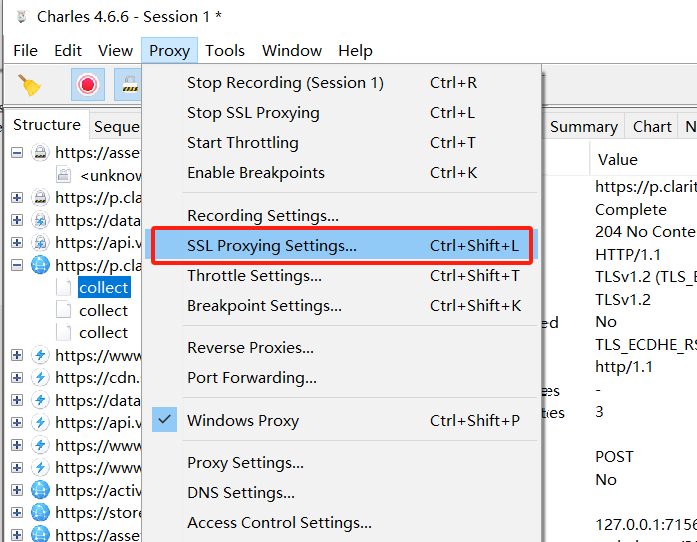 Charles 4.6.6 - Session 1 *
File Edit View Proxy Tools Window Help
Stop Recording (Session 1) Ctrl+R
Stop SSL Proxying Ctrl+L
Start Throttling Ctrl+T
Enable Breakpoints Ctrl+K
Recording Settings...
SSL Proxying Settings... Ctrl+Shift+L
Throttle Settings... Ctrl+Shift+T
Breakpoint Settings... Ctrl+Shift+K
Reverse Proxies...
Port Forwarding...
Windows Proxy Ctrl+Shift+P
Proxy Settings...
DNS Settings...
Access Control Settings...
Structure Seque
https://asset
<unknow
https://p.cla
https://data
https://api.v
https://p.cla
collect
collect
collect
https://www
https://cdn.
https://data
https://api.v
https://www
https://www
https://activ
https://store
https://asse
Summary Chart N
Value
https://p.clarit
Complete
204 No Conte
HTTP/1.1
TLSv1.2 (TLS_E
TLSv1.2
ed No
TLS_ECDHE_RS
http/1.1
es -
es 3
POST
No
127.0.0.1:7156